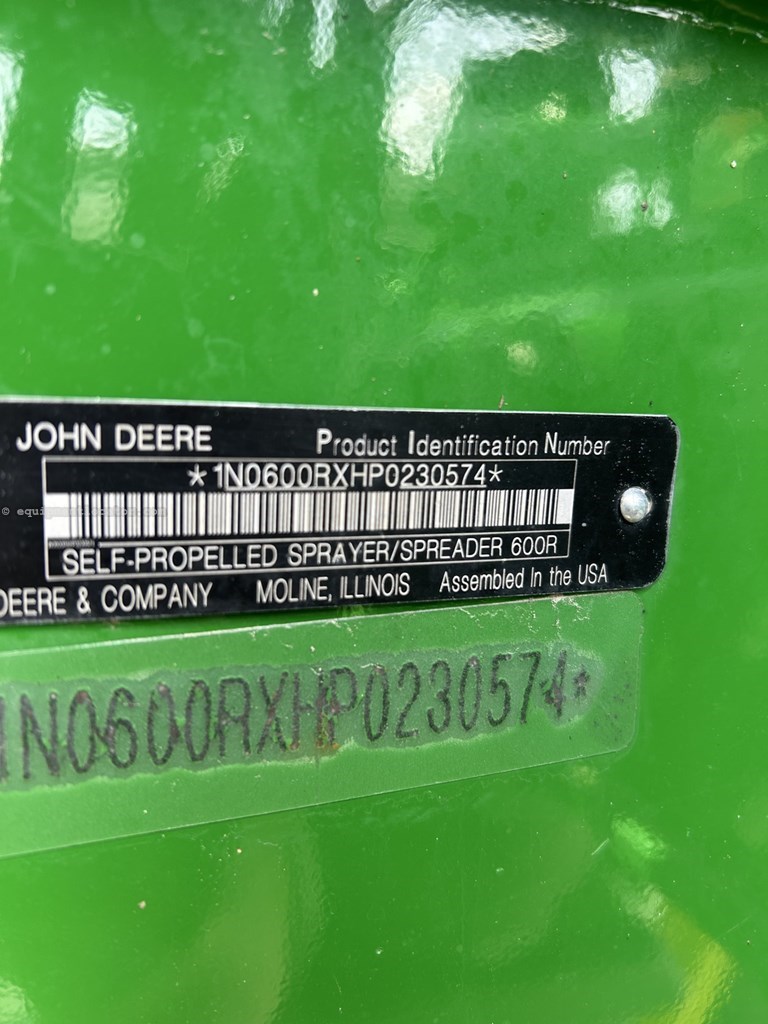 JOHN DEERE Product Identification Number
*1N0600RXHP0230574*
SELF-PROPELLED SPRAYER/SPREADER 600R
DEERE & COMPANY MOLINE, ILLINOIS Assembled In the USA
1N0600RXHP0230574*